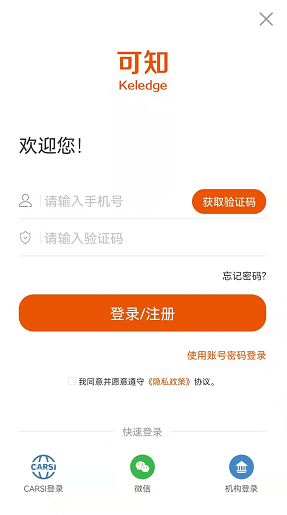 可知
Keledge
欢迎您!
请输入手机号 获取验证码
请输入验证码
忘记密码?
登录/注册
使用账号密码登录
我同意并愿意遵守《隐私政策》协议。
快速登录
CARSI
CARSI登录 微信 机构登录